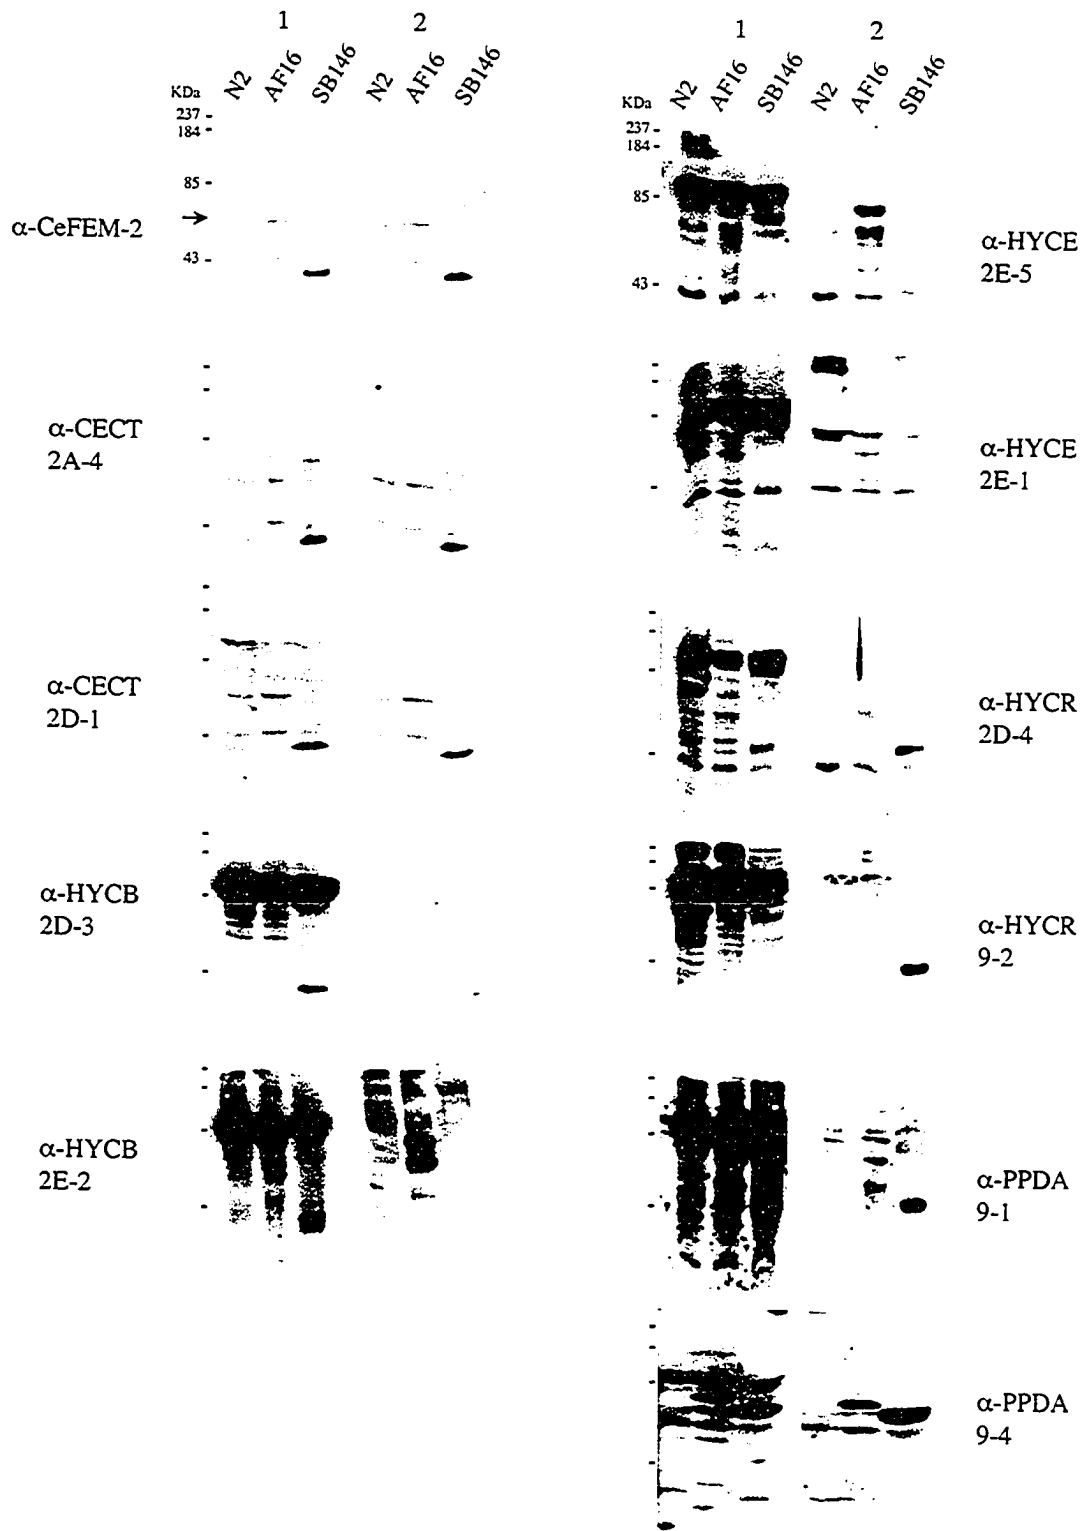 1 2
N2 AF16 SB146 N2 AF16 SB146
KDa
237 -
184 -
85 -
43 -
α-CeFEM-2
α-CECT
2A-4
α-CECT
2D-1
α-HYCB
2D-3
α-HYCB
2E-2
1 2
N2 AF16 SB146 N2 AF16 SB146
KDa
237 -
184 -
85 -
43 -
α-HYCE
2E-5
α-HYCE
2E-1
α-HYCR
2D-4
α-HYCR
9-2
α-PPDA
9-1
α-PPDA
9-4